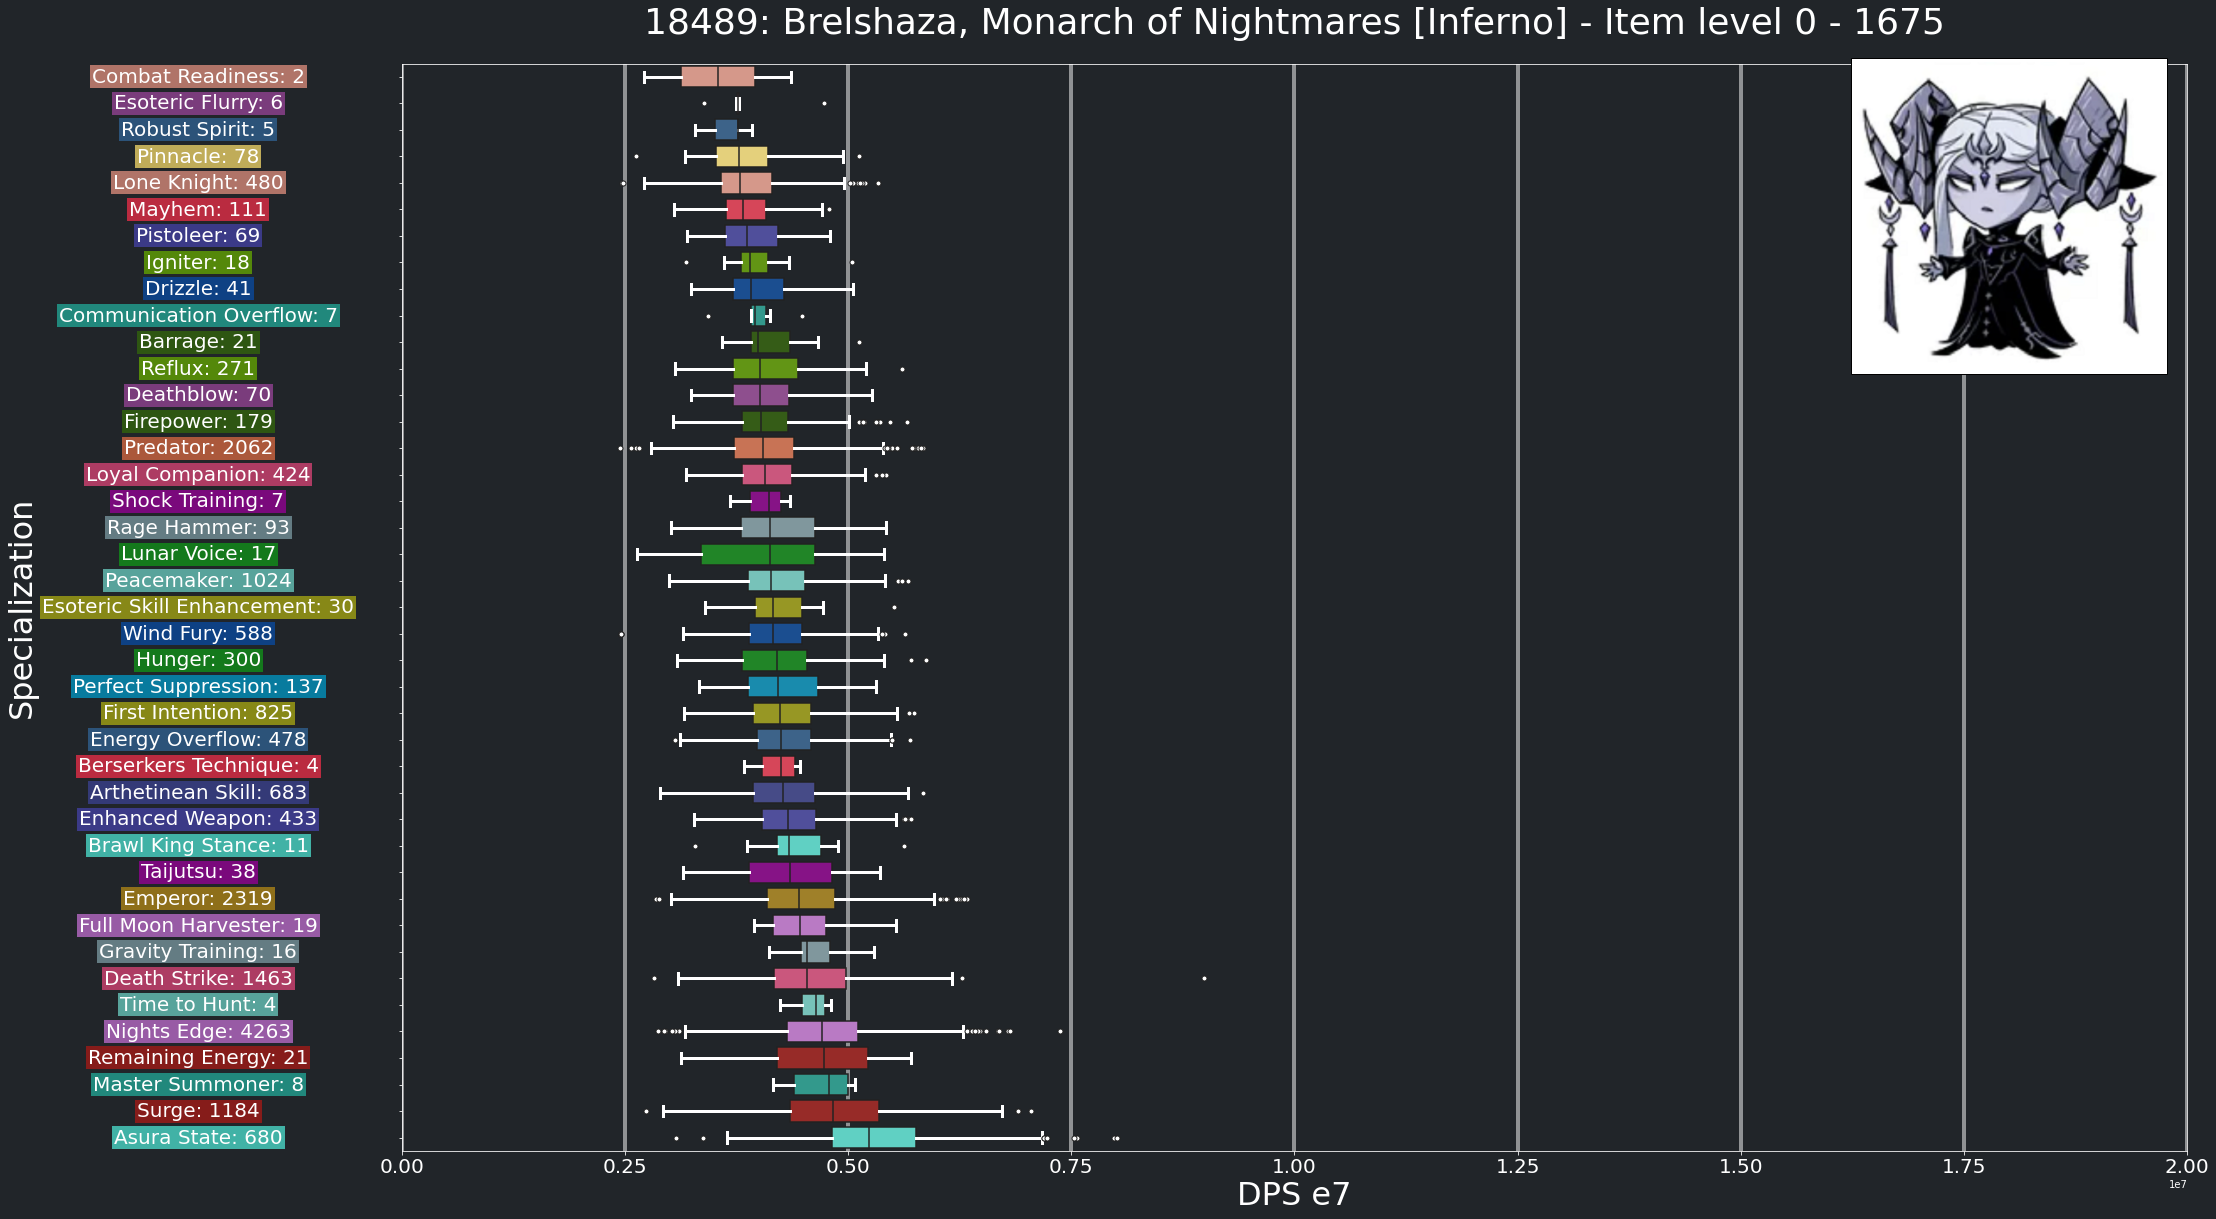 18489: Brelshaza, Monarch of Nightmares [Inferno] - Item level 0 - 1675
Combat Readiness: 2
Esoteric Flurry: 6
Robust Spirit: 5
Pinnacle: 78
Lone Knight: 480
Mayhem: 111
Pistoleer: 69
Igniter: 18
Drizzle: 41
Communication Overflow: 7
Barrage: 21
Reflux: 271
Deathblow: 70
Firepower: 179
Predator: 2062
Loyal Companion: 424
Shock Training: 7
Rage Hammer: 93
Lunar Voice: 17
Peacemaker: 1024
Esoteric Skill Enhancement: 30
Wind Fury: 588
Hunger: 300
Perfect Suppression: 137
First Intention: 825
Energy Overflow: 478
Berserkers Technique: 4
Arthetinean Skill: 683
Enhanced Weapon: 433
Brawl King Stance: 11
Taijutsu: 38
Emperor: 2319
Full Moon Harvester: 19
Gravity Training: 16
Death Strike: 1463
Time to Hunt: 4
Nights Edge: 4263
Remaining Energy: 21
Master Summoner: 8
Surge: 1184
Asura State: 680
Specialization
0.00 0.25 0.50 0.75 1.00 1.25 1.50 1.75 2.00
1e7
DPS e7